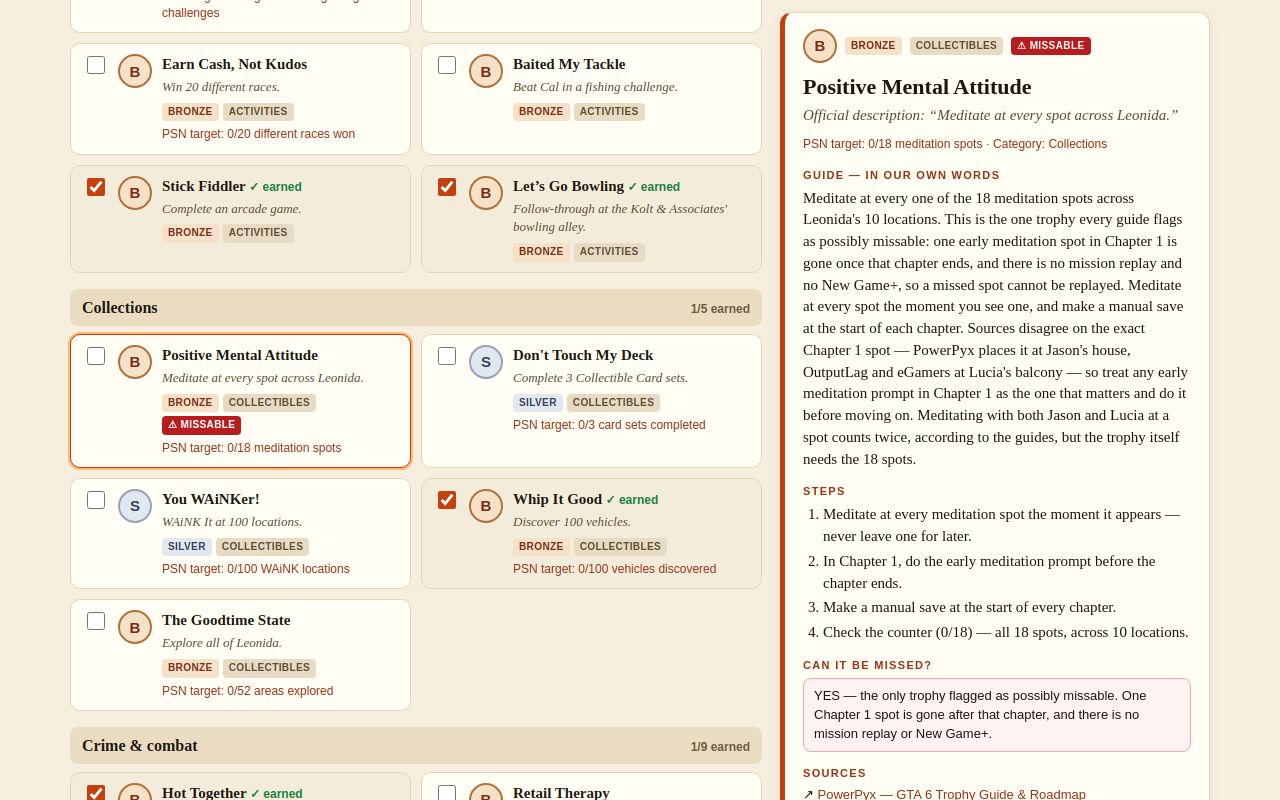 challenges
B
Earn Cash, Not Kudos
Win 20 different races.
BRONZE ACTIVITIES
PSN target: 0/20 different races won
B
Baited My Tackle
Beat Cal in a fishing challenge.
BRONZE ACTIVITIES
B
Stick Fiddler ✓ earned
Complete an arcade game.
BRONZE ACTIVITIES
B
Let’s Go Bowling ✓ earned
Follow-through at the Kolt & Associates'
bowling alley.
BRONZE ACTIVITIES
Collections
1/5 earned
B
Positive Mental Attitude
Meditate at every spot across Leonida.
BRONZE COLLECTIBLES
⚠ MISSABLE
PSN target: 0/18 meditation spots
S
Don't Touch My Deck
Complete 3 Collectible Card sets.
SILVER COLLECTIBLES
PSN target: 0/3 card sets completed
S
You WAiNKer!
WAiNK It at 100 locations.
SILVER COLLECTIBLES
PSN target: 0/100 WAiNK locations
B
Whip It Good ✓ earned
Discover 100 vehicles.
BRONZE COLLECTIBLES
PSN target: 0/100 vehicles discovered
B
The Goodtime State
Explore all of Leonida.
BRONZE COLLECTIBLES
PSN target: 0/52 areas explored
Crime & combat
1/9 earned
B
Hot Together ✓ earned
B
Retail Therapy
B BRONZE COLLECTIBLES ⚠ MISSABLE
Positive Mental Attitude
Official description: “Meditate at every spot across Leonida.”
PSN target: 0/18 meditation spots · Category: Collections
GUIDE — IN OUR OWN WORDS
Meditate at every one of the 18 meditation spots across
Leonida's 10 locations. This is the one trophy every guide flags
as possibly missable: one early meditation spot in Chapter 1 is
gone once that chapter ends, and there is no mission replay and
no New Game+, so a missed spot cannot be replayed. Meditate
at every spot the moment you see one, and make a manual save
at the start of each chapter. Sources disagree on the exact
Chapter 1 spot — PowerPyx places it at Jason's house,
OutputLag and eGamers at Lucia's balcony — so treat any early
meditation prompt in Chapter 1 as the one that matters and do it
before moving on. Meditating with both Jason and Lucia at a
spot counts twice, according to the guides, but the trophy itself
needs the 18 spots.
STEPS
1. Meditate at every meditation spot the moment it appears —
never leave one for later.
2. In Chapter 1, do the early meditation prompt before the
chapter ends.
3. Make a manual save at the start of every chapter.
4. Check the counter (0/18) — all 18 spots, across 10 locations.
CAN IT BE MISSED?
YES — the only trophy flagged as possibly missable. One
Chapter 1 spot is gone after that chapter, and there is no
mission replay or New Game+.
SOURCES
↗ PowerPyx — GTA 6 Trophy Guide & Roadmap